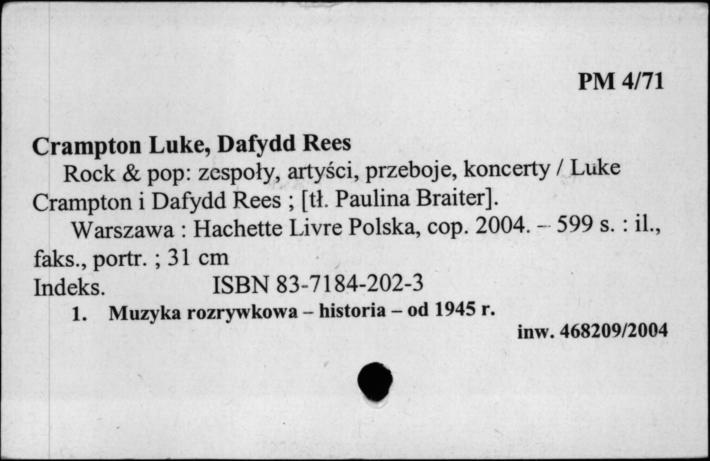 PM 4/71
Crampton Luke, Dafydd Rees
Rock & pop: zespoły, artyści, przeboje, koncerty / Luke
Crampton i Dafydd Rees ; [tł. Paulina Braiter].
Warszawa : Hachette Livre Polska, cop. 2004. – 599 s. : il.,
faks., portr. ; 31 cm
Indeks. ISBN 83-7184-202-3
1. Muzyka rozrywkowa – historia – od 1945 r.
inw. 468209/2004